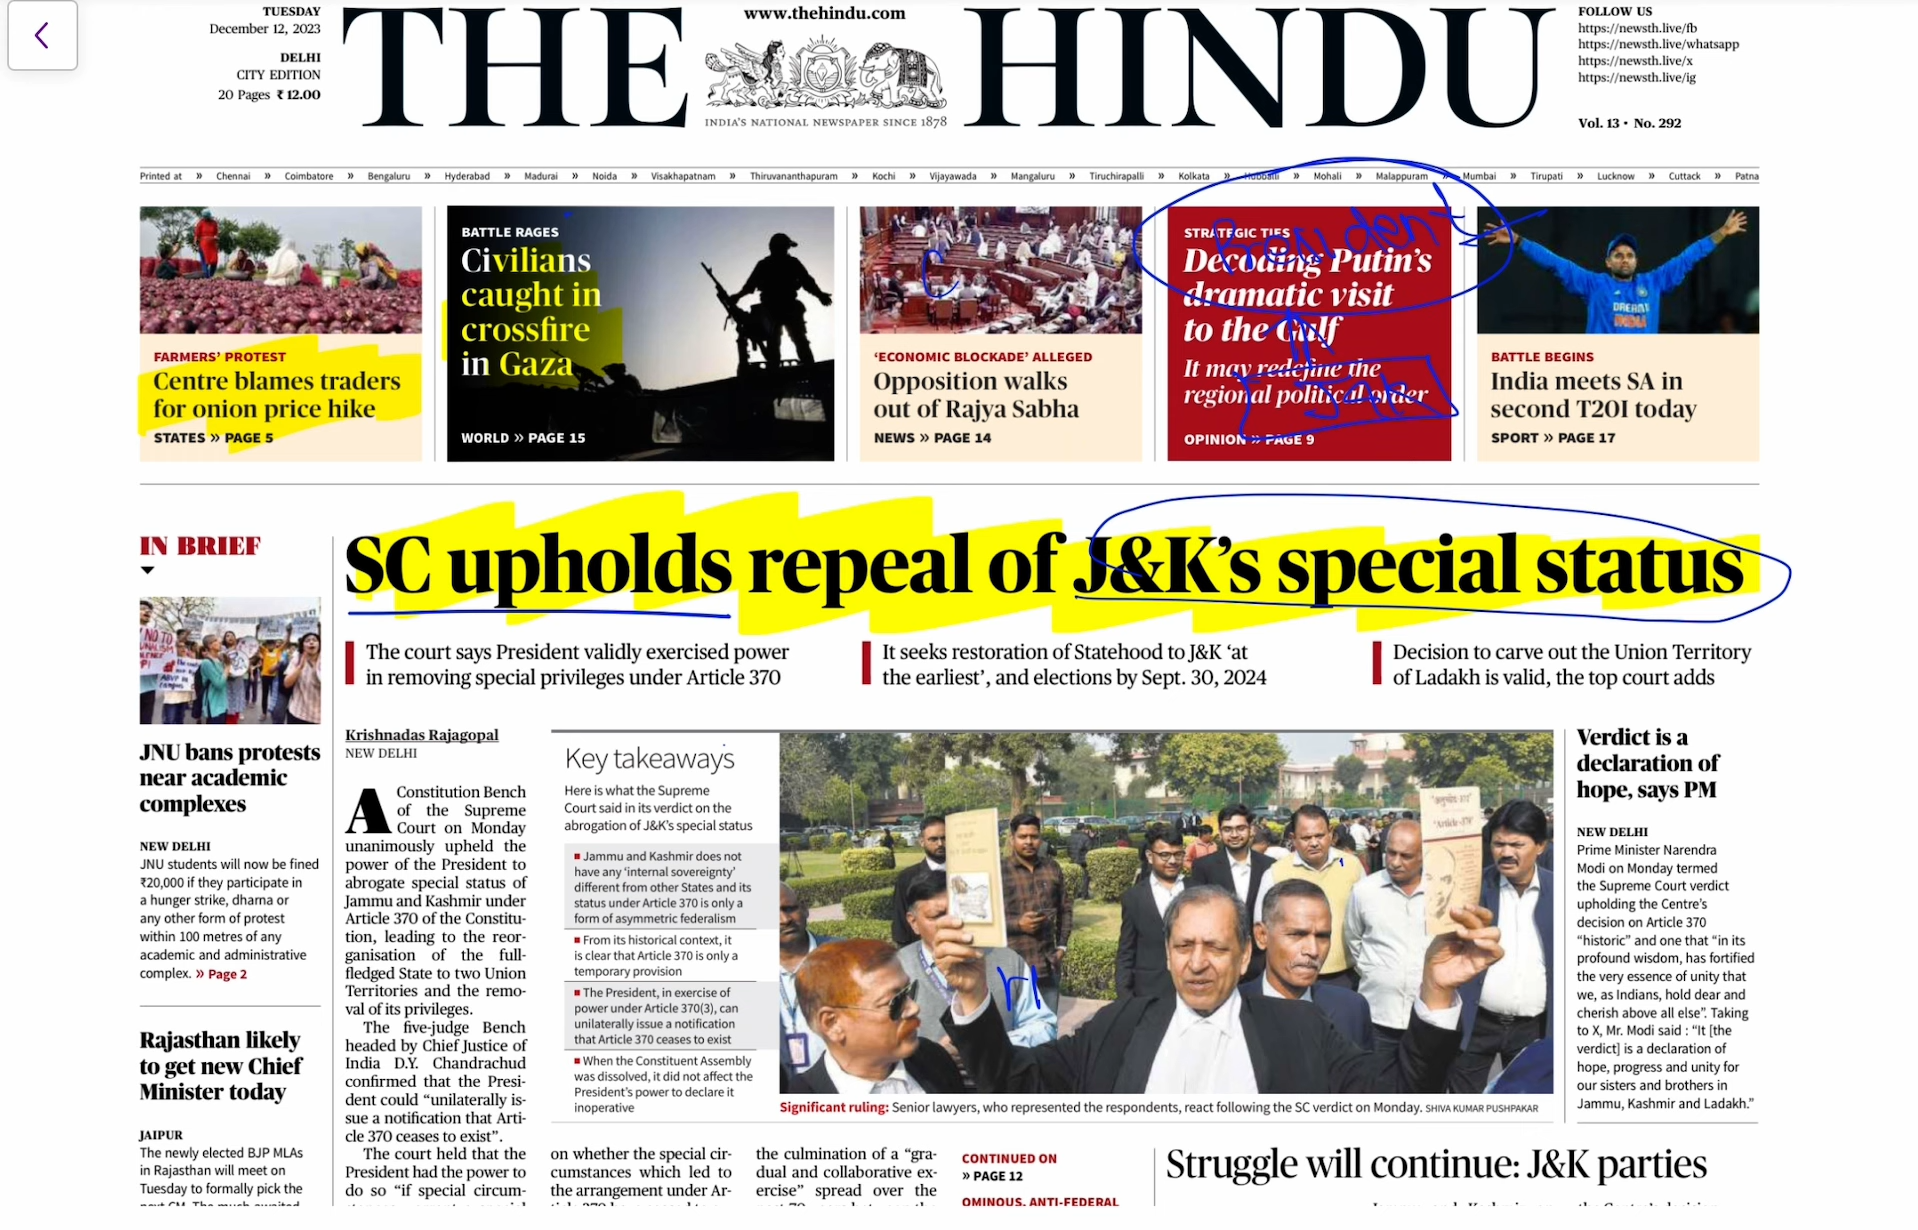 TUESDAY
December 12, 2023
DELHI
CITY EDITION
20 Pages ₹ 12.00
www.thehindu.com
THE HINDU
INDIA'S NATIONAL NEWSPAPER SINCE 1878
FOLLOW US
https://newsth.live/fb
https://newsth.live/whatsapp
https://newsth.live/x
https://newsth.live/ig
Vol. 13 • No. 292
Printed at » Chennai » Coimbatore » Bengaluru » Hyderabad » Madurai » Noida » Visakhapatnam » Thiruvananthapuram » Kochi » Vijayawada » Mangaluru » Tiruchirapalli » Kolkata » Hubballi » Mohali » Malappuram » Mumbai » Tirupati » Lucknow » Cuttack » Patna
FARMERS' PROTEST
Centre blames traders
for onion price hike
STATES » PAGE 5
BATTLE RAGES
Civilians
caught in
crossfire
in Gaza
WORLD » PAGE 15
C
'ECONOMIC BLOCKADE' ALLEGED
Opposition walks
out of Rajya Sabha
NEWS » PAGE 14
President
STRATEGIC TIES
Decoding Putin's
dramatic visit
to the Gulf
It may redefine the
regional political order
J&K
OPINION » PAGE 9
BATTLE BEGINS
India meets SA in
second T20I today
SPORT » PAGE 17
SC upholds repeal of J&K's special status
The court says President validly exercised power
in removing special privileges under Article 370
It seeks restoration of Statehood to J&K 'at
the earliest', and elections by Sept. 30, 2024
Decision to carve out the Union Territory
of Ladakh is valid, the top court adds
IN BRIEF
JNU bans protests
near academic
complexes
NEW DELHI
JNU students will now be fined
₹20,000 if they participate in
a hunger strike, dharna or
any other form of protest
within 100 metres of any
academic and administrative
complex. » Page 2
Rajasthan likely
to get new Chief
Minister today
JAIPUR
The newly elected BJP MLAs
in Rajasthan will meet on
Tuesday to formally pick the
Krishnadas Rajagopal
NEW DELHI
A Constitution Bench
of the Supreme
Court on Monday
unanimously upheld the
power of the President to
abrogate special status of
Jammu and Kashmir under
Article 370 of the Constitu-
tion, leading to the reor-
ganisation of the full-
fledged State to two Union
Territories and the remo-
val of its privileges.
The five-judge Bench
headed by Chief Justice of
India D.Y. Chandrachud
confirmed that the Presi-
dent could "unilaterally is-
sue a notification that Arti-
cle 370 ceases to exist".
The court held that the
President had the power to
do so "if special circum-
Key takeaways
Here is what the Supreme
Court said in its verdict on the
abrogation of J&K's special status
Jammu and Kashmir does not
have any 'internal sovereignty'
different from other States and its
status under Article 370 is only a
form of asymmetric federalism
From its historical context, it
is clear that Article 370 is only a
temporary provision
The President, in exercise of
power under Article 370(3), can
unilaterally issue a notification
that Article 370 ceases to exist
When the Constituent Assembly
was dissolved, it did not affect the
President's power to declare it
inoperative
Significant ruling: Senior lawyers, who represented the respondents, react following the SC verdict on Monday. SHIVA KUMAR PUSHPAKAR
on whether the special cir-
cumstances which led to
the arrangement under Ar-
the culmination of a "gra-
dual and collaborative ex-
ercise" spread over the
CONTINUED ON
» PAGE 12
OMINOUS, ANTI-FEDERAL
Verdict is a
declaration of
hope, says PM
NEW DELHI
Prime Minister Narendra
Modi on Monday termed
the Supreme Court verdict
upholding the Centre's
decision on Article 370
"historic" and one that "in its
profound wisdom, has fortified
the very essence of unity that
we, as Indians, hold dear and
cherish above all else". Taking
to X, Mr. Modi said : "It [the
verdict] is a declaration of
hope, progress and unity for
our sisters and brothers in
Jammu, Kashmir and Ladakh."
Struggle will continue: J&K parties